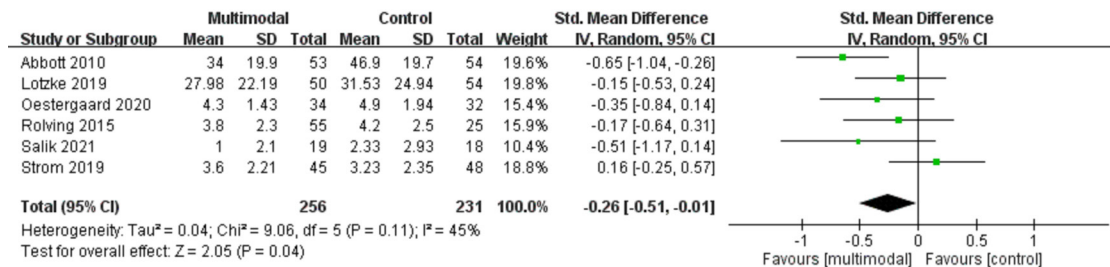 Multimodal Control Std. Mean Difference Std. Mean Difference
Study or Subgroup Mean SD Total Mean SD Total Weight IV, Random, 95% CI IV, Random, 95% CI
Abbott 2010 34 19.9 53 46.9 19.7 54 19.6% -0.65 [-1.04, -0.26]
Lotzke 2019 27.98 22.19 50 31.53 24.94 54 19.8% -0.15 [-0.53, 0.24]
Oestergaard 2020 4.3 1.43 34 4.9 1.94 32 15.4% -0.35 [-0.84, 0.14]
Rolving 2015 3.8 2.3 55 4.2 2.5 25 15.9% -0.17 [-0.64, 0.31]
Salik 2021 1 2.1 19 2.33 2.93 18 10.4% -0.51 [-1.17, 0.14]
Strom 2019 3.6 2.21 45 3.23 2.35 48 18.8% 0.16 [-0.25, 0.57]
Total (95% CI) 256 231 100.0% -0.26 [-0.51, -0.01]
Heterogeneity: Tau² = 0.04; Chi² = 9.06, df = 5 (P = 0.11); I² = 45%
Test for overall effect: Z = 2.05 (P = 0.04)
-1 -0.5 0 0.5 1
Favours [multimodal] Favours [control]